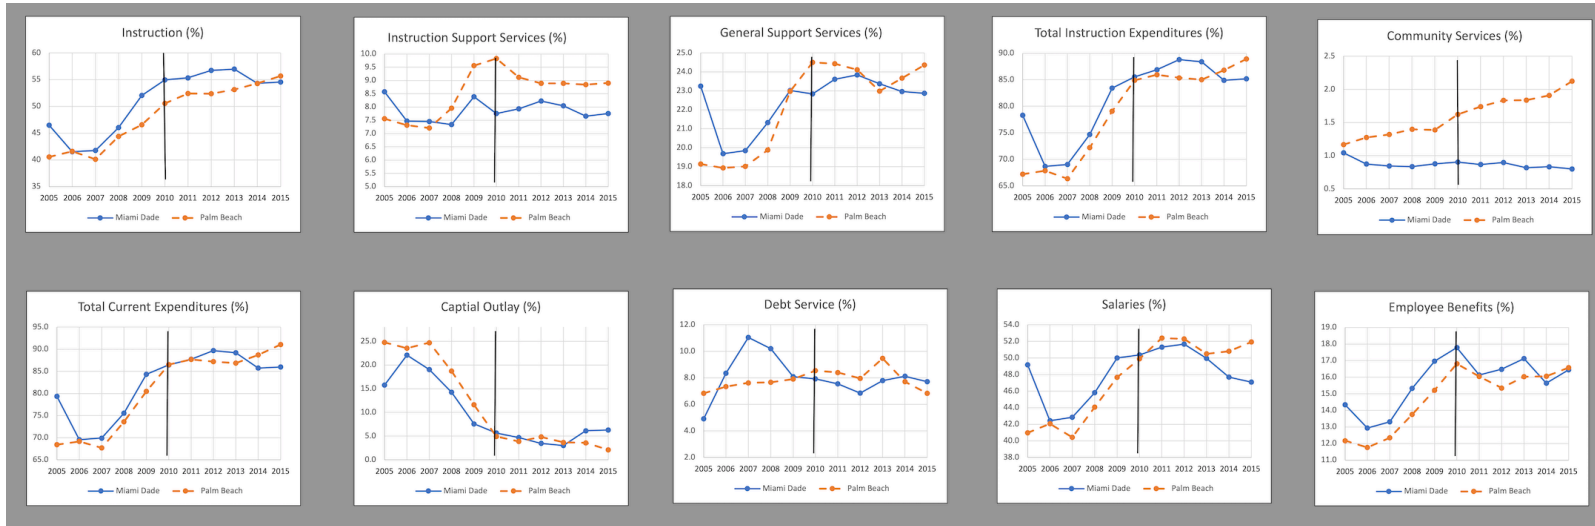 Instruction (%)
60
55
50
45
40
35
2005 2006 2007 2008 2009 2010 2011 2012 2013 2014 2015
Miami Dade Palm Beach
Instruction Support Services (%)
10.0
9.5
9.0
8.5
8.0
7.5
7.0
6.5
6.0
5.5
5.0
2005 2006 2007 2008 2009 2010 2011 2012 2013 2014 2015
Miami Dade Palm Beach
General Support Services (%)
25.0
24.0
23.0
22.0
21.0
20.0
19.0
18.0
2005 2006 2007 2008 2009 2010 2011 2012 2013 2014 2015
Miami Dade Palm Beach
Total Instruction Expenditures (%)
90.0
85.0
80.0
75.0
70.0
65.0
2005 2006 2007 2008 2009 2010 2011 2012 2013 2014 2015
Miami Dade Palm Beach
Community Services (%)
2.5
2.0
1.5
1.0
0.5
2005 2006 2007 2008 2009 2010 2011 2012 2013 2014 2015
Miami Dade Palm Beach
Total Current Expenditures (%)
95.0
90.0
85.0
80.0
75.0
70.0
65.0
2005 2006 2007 2008 2009 2010 2011 2012 2013 2014 2015
Miami Dade Palm Beach
Captial Outlay (%)
25.0
20.0
15.0
10.0
5.0
0.0
2005 2006 2007 2008 2009 2010 2011 2012 2013 2014 2015
Miami Dade Palm Beach
Debt Service (%)
12.0
10.0
8.0
6.0
4.0
2.0
2005 2006 2007 2008 2009 2010 2011 2012 2013 2014 2015
Miami Dade Palm Beach
Salaries (%)
54.0
52.0
50.0
48.0
46.0
44.0
42.0
40.0
38.0
2005 2006 2007 2008 2009 2010 2011 2012 2013 2014 2015
Miami Dade Palm Beach
Employee Benefits (%)
19.0
18.0
17.0
16.0
15.0
14.0
13.0
12.0
11.0
2005 2006 2007 2008 2009 2010 2011 2012 2013 2014 2015
Miami Dade Palm Beach